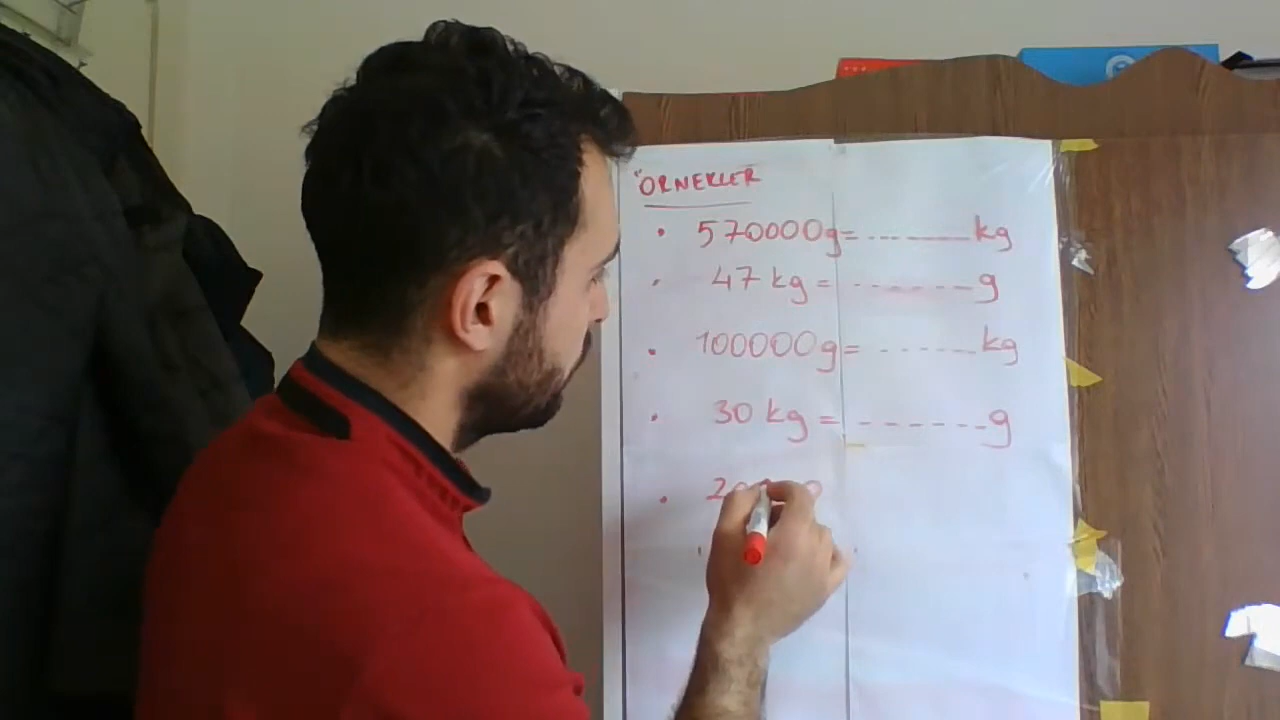 ÖRNEKLER
• 570000g= ---------- kg
• 47 kg = ------- g
• 100000g= ------ kg
• 30 kg = ------- g